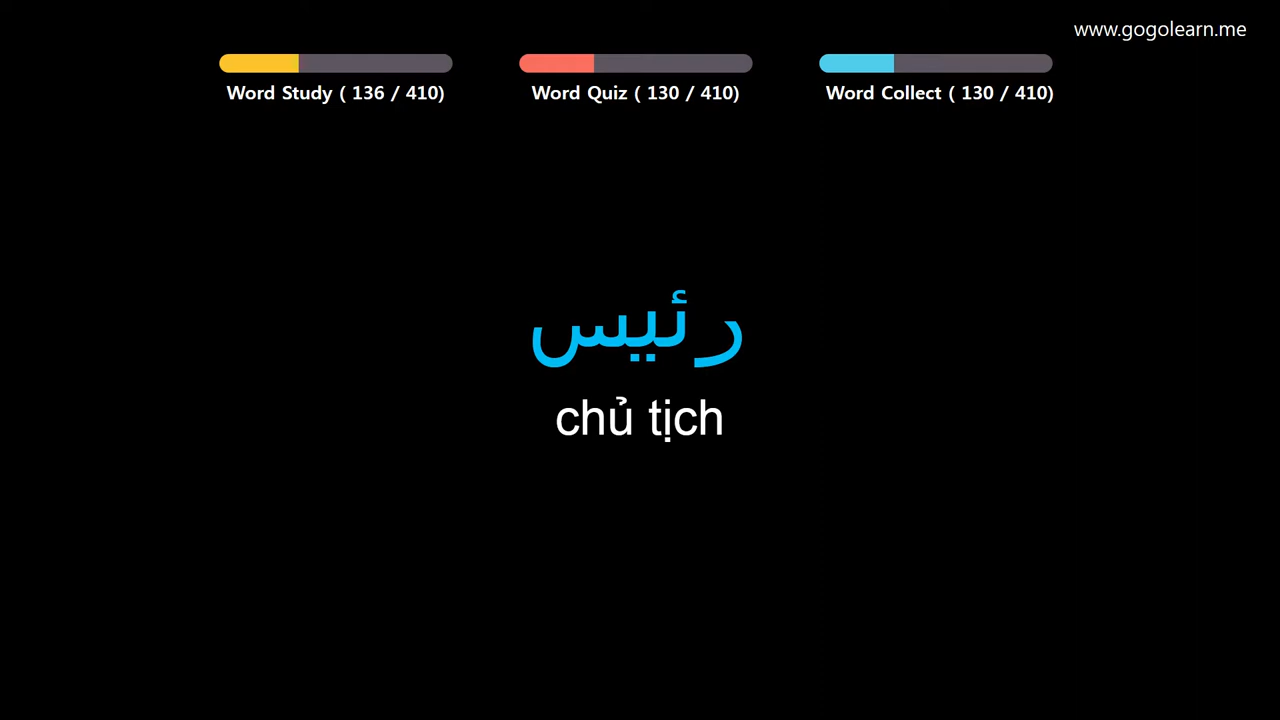 www.gogolearn.me
Word Study ( 136 / 410)
Word Quiz ( 130 / 410)
Word Collect ( 130 / 410)
رئيس
chủ tịch